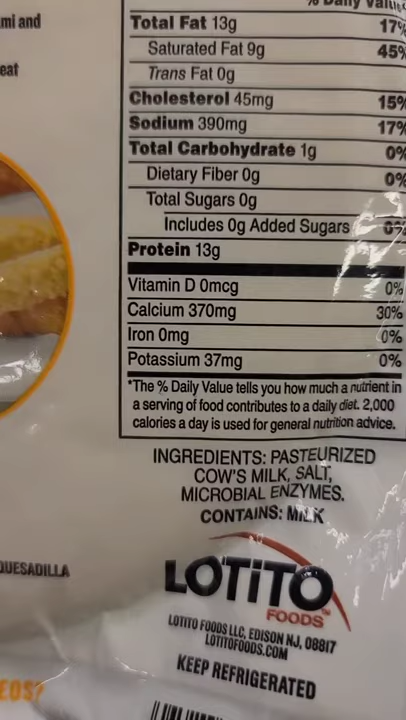 % Daily Value
Total Fat 13g 17%
Saturated Fat 9g 45%
Trans Fat 0g
Cholesterol 45mg 15%
Sodium 390mg 17%
Total Carbohydrate 1g 0%
Dietary Fiber 0g 0%
Total Sugars 0g
Includes 0g Added Sugars 0%
Protein 13g
Vitamin D 0mcg 0%
Calcium 370mg 30%
Iron 0mg 0%
Potassium 37mg 0%
*The % Daily Value tells you how much a nutrient in
a serving of food contributes to a daily diet. 2,000
calories a day is used for general nutrition advice.
INGREDIENTS: PASTEURIZED
COW'S MILK, SALT,
MICROBIAL ENZYMES.
CONTAINS: MILK
LOTiTO
FOODS™
LOTITO FOODS LLC, EDISON NJ, 08817
LOTITOFOODS.COM
KEEP REFRIGERATED
and
QUESADILLA